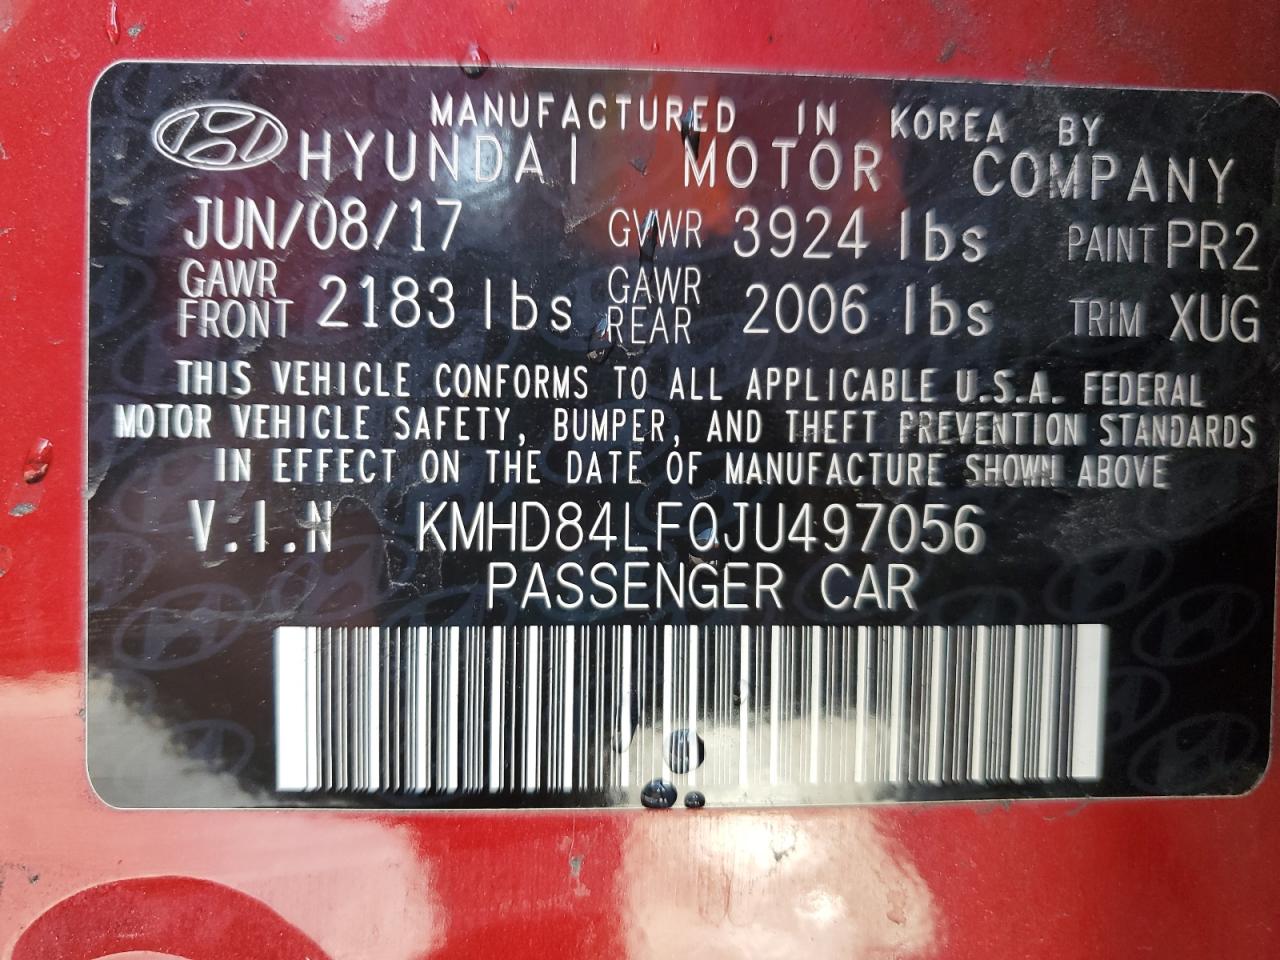 MANUFACTURED IN KOREA BY
HYUNDAI MOTOR COMPANY
JUN/08/17 GVWR 3924 lbs PAINT PR2
GAWR FRONT 2183 lbs GAWR REAR 2006 lbs TRIM XUG
THIS VEHICLE CONFORMS TO ALL APPLICABLE U.S.A. FEDERAL
MOTOR VEHICLE SAFETY, BUMPER, AND THEFT PREVENTION STANDARDS
IN EFFECT ON THE DATE OF MANUFACTURE SHOWN ABOVE
V.I.N KMHD84LF0JU497056
PASSENGER CAR